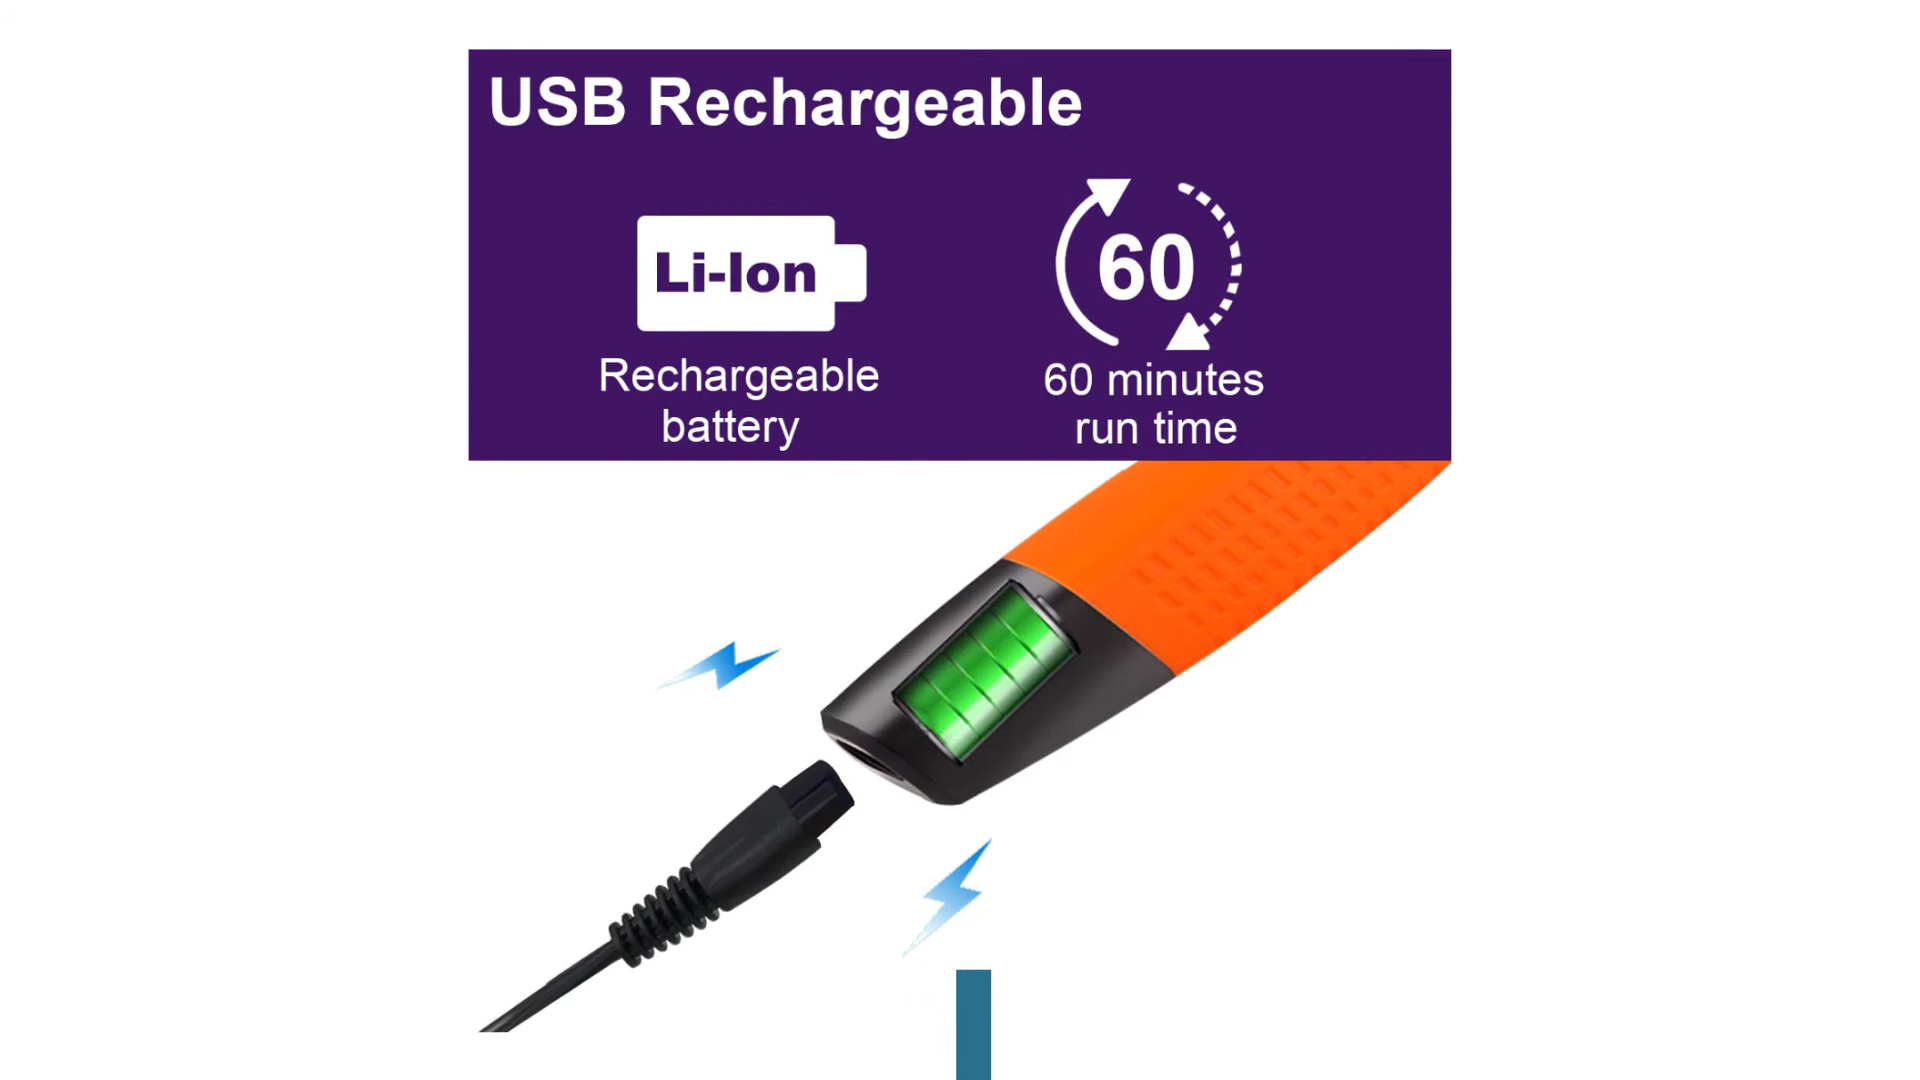 USB Rechargeable
Li-Ion
60
Rechargeable
battery
60 minutes
run time